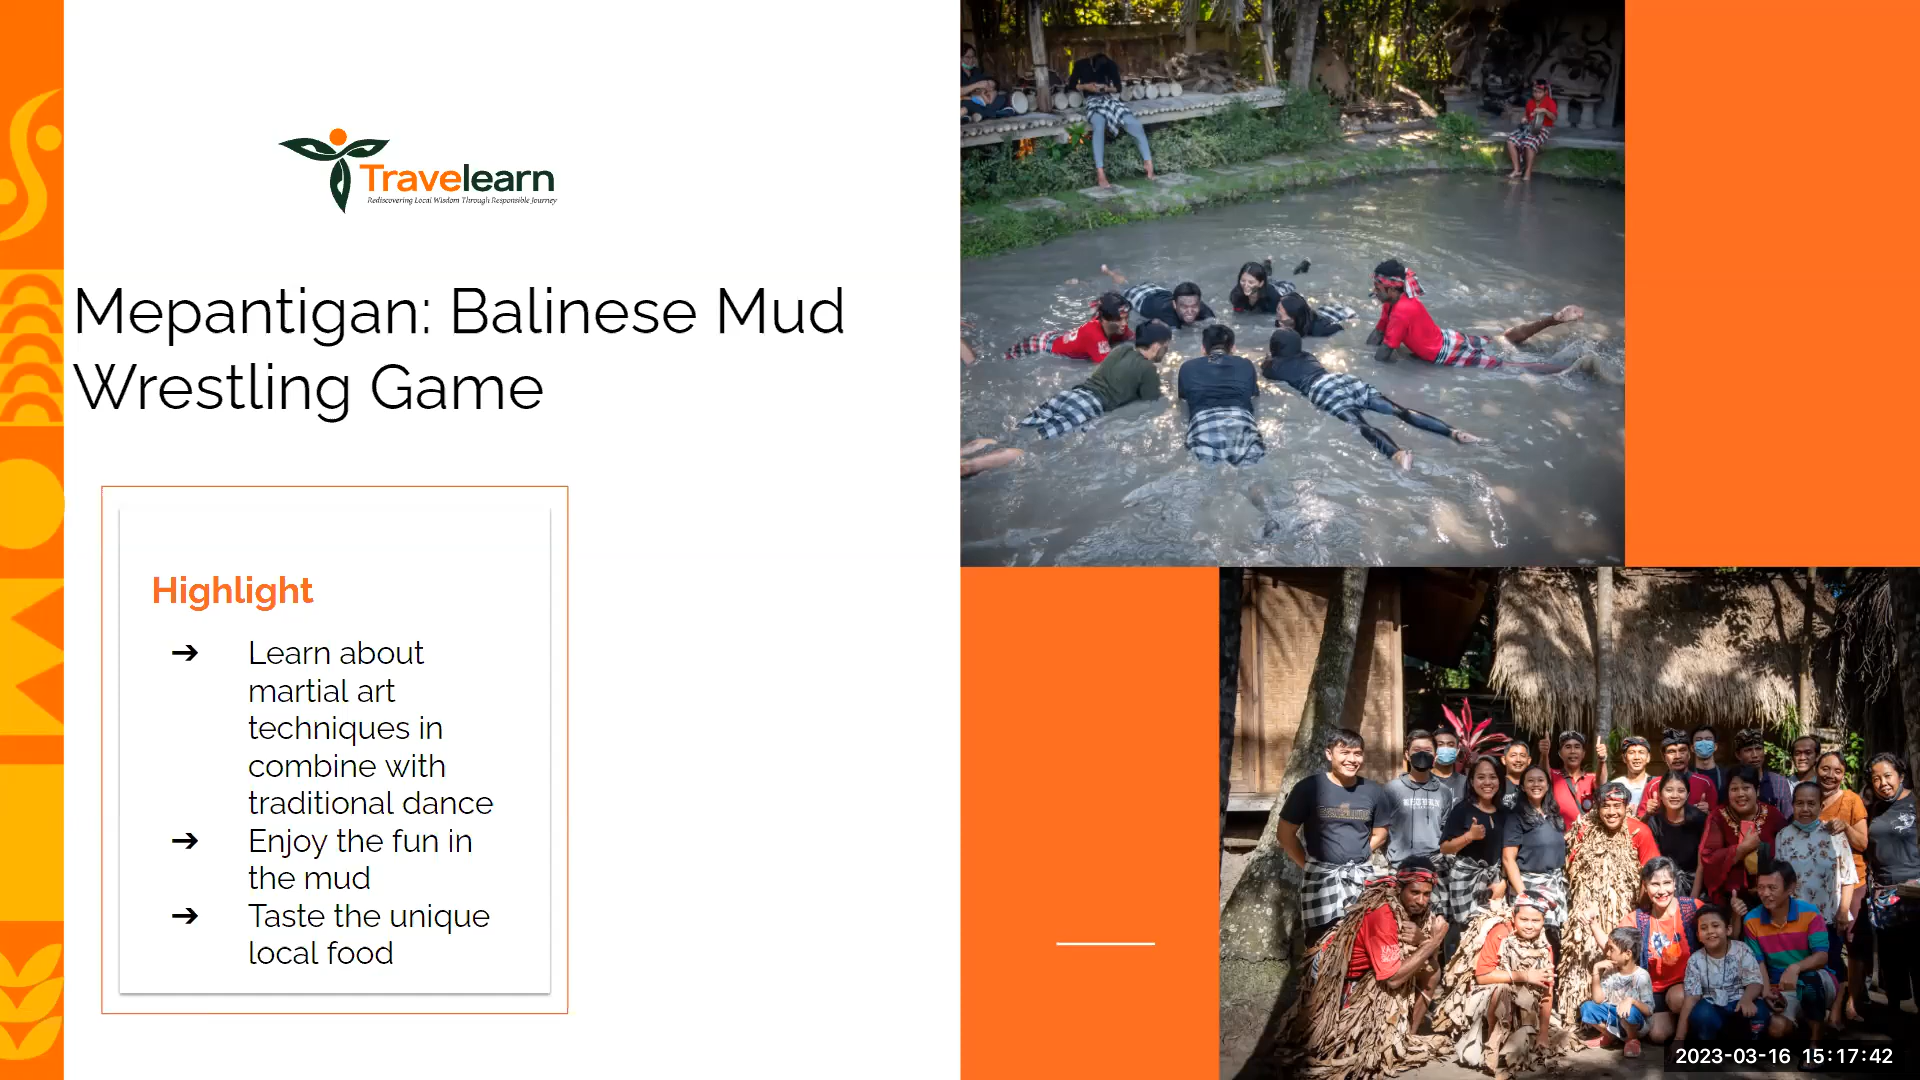 Travelearn
Rediscovering Local Wisdom Through Responsible Journey
Mepantigan: Balinese Mud
Wrestling Game
Highlight
➔ Learn about
martial art
techniques in
combine with
traditional dance
➔ Enjoy the fun in
the mud
➔ Taste the unique
local food
2023-03-16 15:17:42